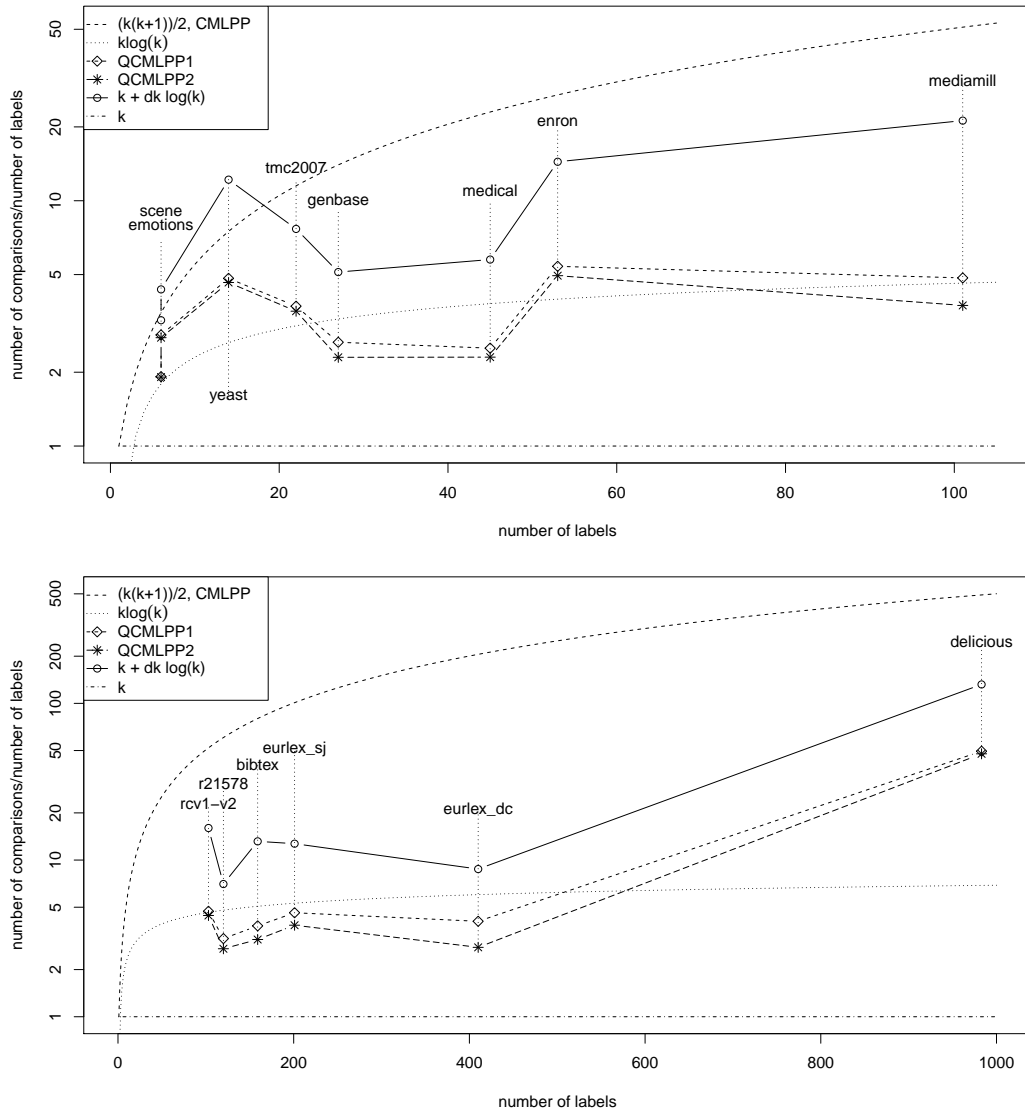 (k(k+1))/2, CMLPP
klog(k)
QCMLPP1
QCMLPP2
k + dk log(k)
k
number of comparisons/number of labels
50
20
10
5
2
1
scene
emotions
yeast
tmc2007
genbase
medical
enron
mediamill
0
20
40
60
80
100
number of labels
(k(k+1))/2, CMLPP
klog(k)
QCMLPP1
QCMLPP2
k + dk log(k)
k
number of comparisons/number of labels
500
200
100
50
20
10
5
2
1
rcv1−v2
r21578
bibtex
eurlex_sj
eurlex_dc
delicious
0
200
400
600
800
1000
number of labels